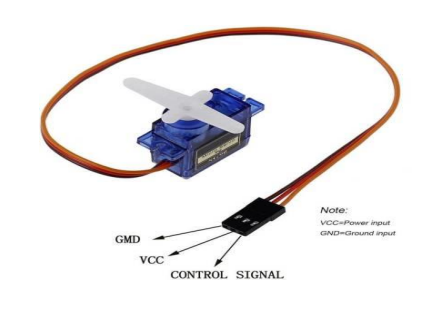 Note:
VCC=Power input
GND=Ground input
GMD
VCC
CONTROL SIGNAL